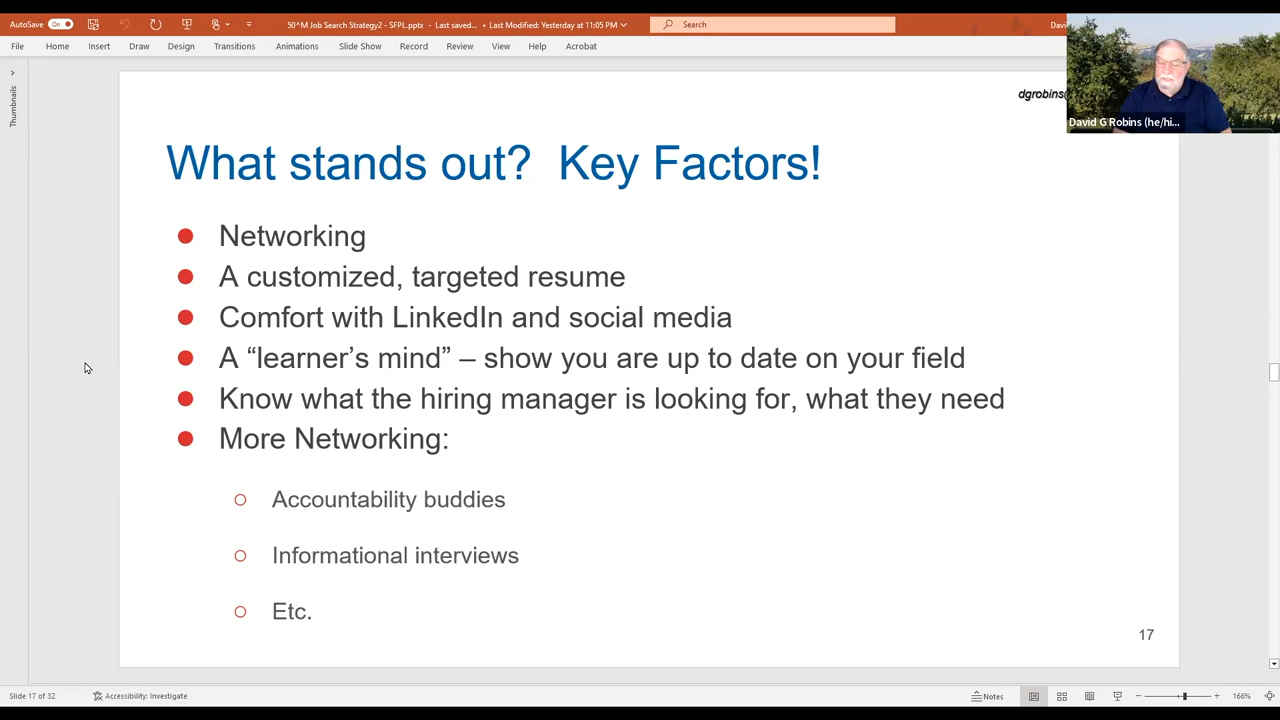 AutoSave On 50^M Job Search Strategy2 - SFPL.pptx - Last saved... • Last Modified: Yesterday at 11:05 PM Search
File Home Insert Draw Design Transitions Animations Slide Show Record Review View Help Acrobat
Thumbnails
dgrobins@
David G Robins (he/hi...
What stands out? Key Factors!
Networking
A customized, targeted resume
Comfort with LinkedIn and social media
A “learner’s mind” – show you are up to date on your field
Know what the hiring manager is looking for, what they need
More Networking:
Accountability buddies
Informational interviews
Etc.
17
Slide 17 of 32 Accessibility: Investigate Notes 166%